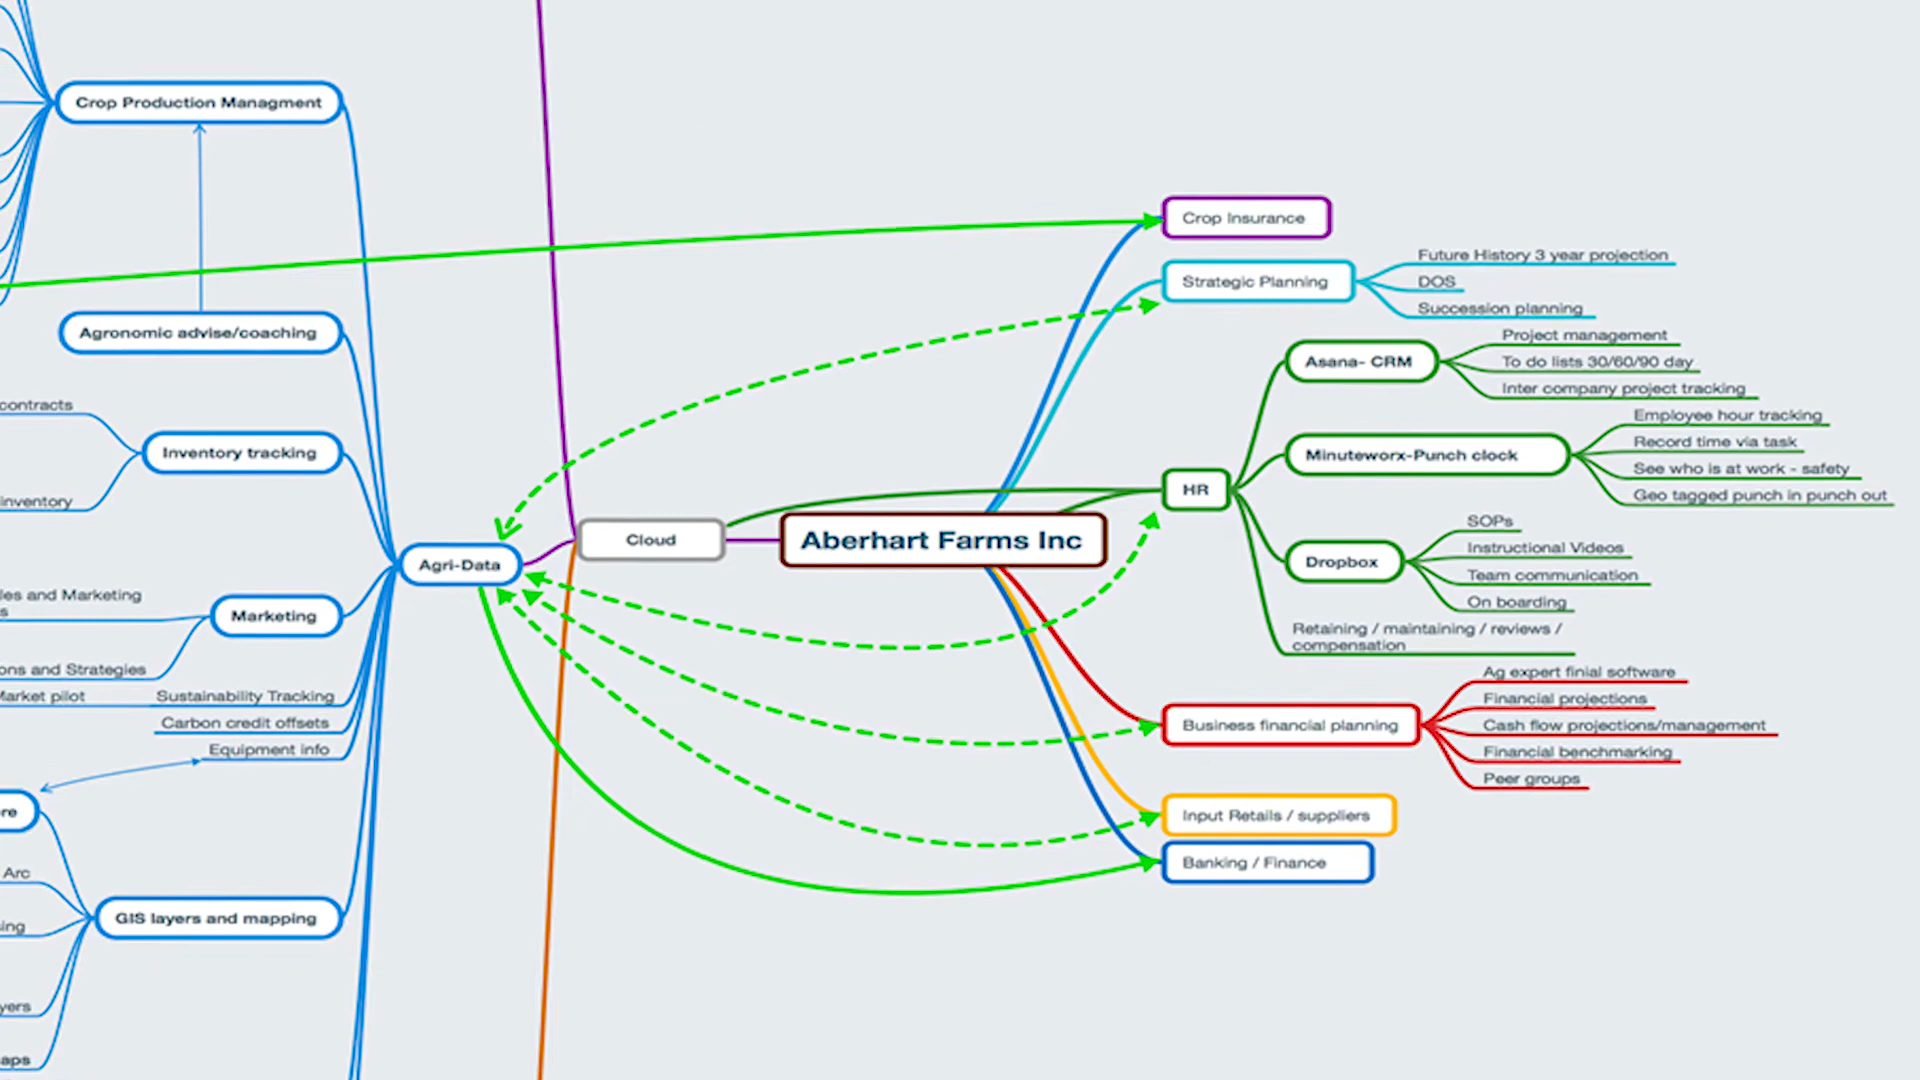 Crop Production Managment
Agronomic advise/coaching
contracts
Inventory tracking
inventory
Agri-Data
Marketing
les and Marketing
s
ons and Strategies
Market pilot
Sustainability Tracking
Carbon credit offsets
Equipment info
re
Arc
GIS layers and mapping
ing
yers
aps
Cloud
Aberhart Farms Inc
Crop Insurance
Strategic Planning
Future History 3 year projection
DOS
Succession planning
HR
Asana- CRM
Project management
To do lists 30/60/90 day
Inter company project tracking
Minuteworx-Punch clock
Employee hour tracking
Record time via task
See who is at work - safety
Geo tagged punch in punch out
Dropbox
SOPs
Instructional Videos
Team communication
On boarding
Retaining / maintaining / reviews /
compensation
Business financial planning
Ag expert finial software
Financial projections
Cash flow projections/management
Financial benchmarking
Peer groups
Input Retails / suppliers
Banking / Finance